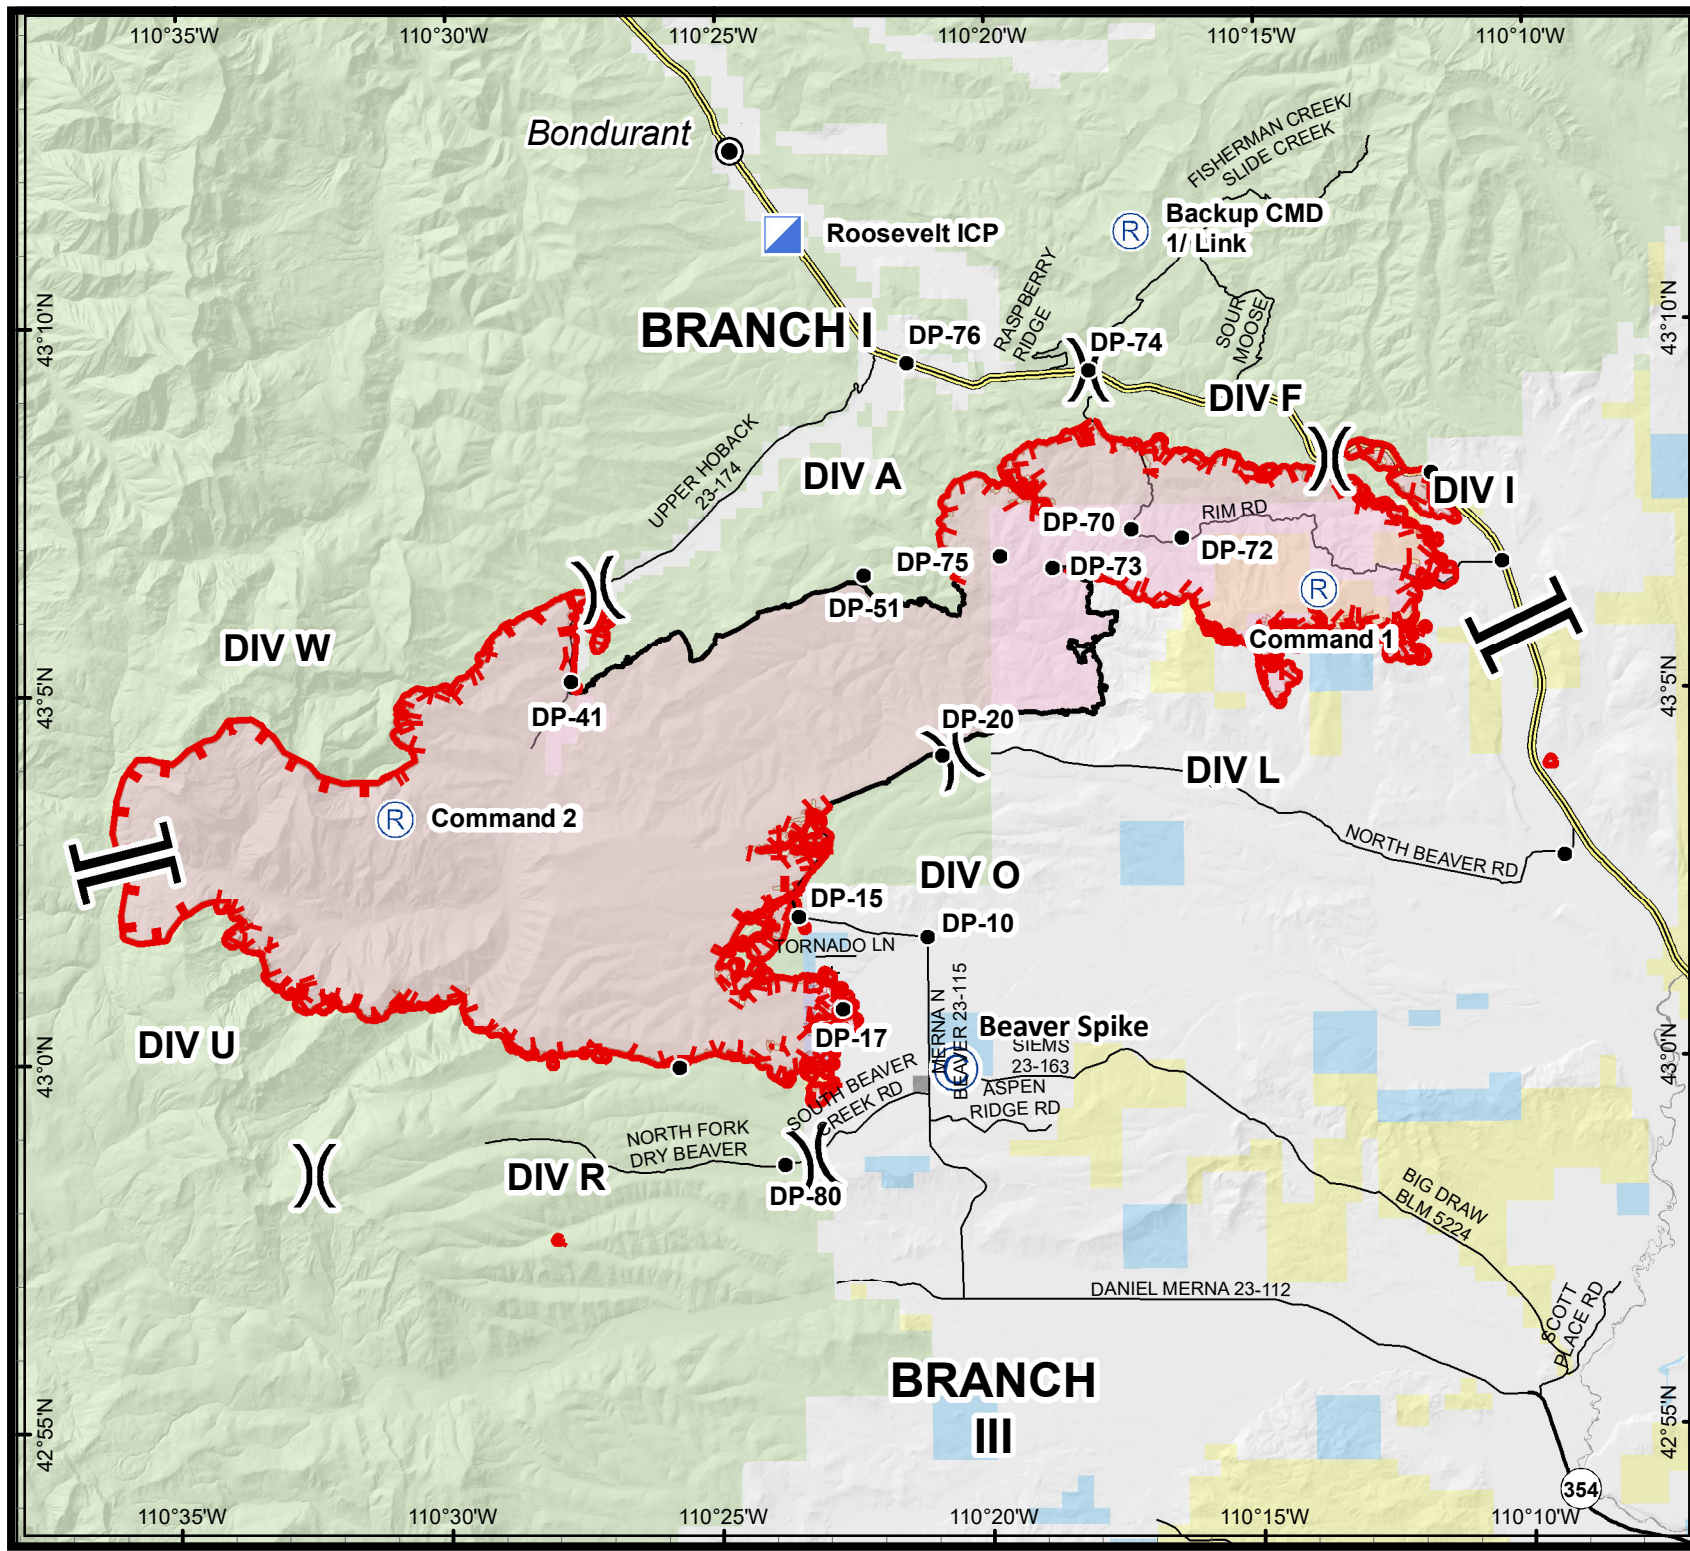 110°35'W
110°30'W
110°25'W
110°20'W
110°15'W
110°10'W
Bondurant
FISHERMAN CREEK/
SLIDE CREEK
R
Backup CMD
1/ Link
Roosevelt ICP
43°10'N
43°10'N
RASPBERRY
RIDGE
SOUR
MOOSE
BRANCH I
DP-76
DP-74
DIV F
UPPER HOBACK
23-174
DIV A
DIV I
RIM RD
DP-70
DP-72
DP-75
DP-73
DP-51
R
Command 1
DIV W
43°5'N
43°5'N
DP-41
DP-20
DIV L
R
Command 2
NORTH BEAVER RD
DIV O
DP-15
DP-10
TORNADO LN
MERNA N
BEAVER 23-115
DP-17
Beaver Spike
SIEMS
23-163
C
ASPEN
RIDGE RD
DIV U
43°0'N
43°0'N
SOUTH BEAVER
CREEK RD
NORTH FORK
DRY BEAVER
DIV R
DP-80
BIG DRAW
BLM 5224
DANIEL MERNA 23-112
SCOTT
PLACE RD
BRANCH
III
42°55'N
42°55'N
354
110°35'W
110°30'W
110°25'W
110°20'W
110°15'W
110°10'W